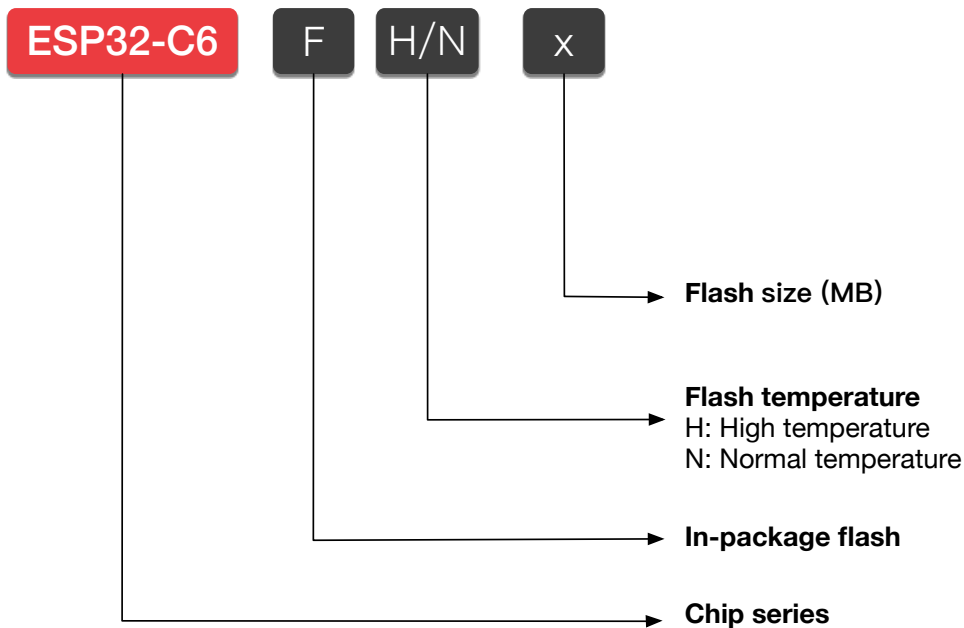 ESP32-C6 F H/N x
Flash size (MB)
Flash temperature
H: High temperature
N: Normal temperature
In-package flash
Chip series